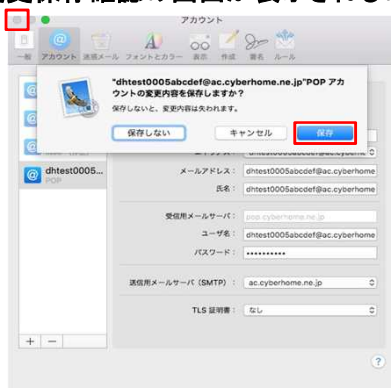 アカウント
一般 アカウント 迷惑メール フォントとカラー 表示 作成 署名 ルール
"dhtest0005abcdef@ac.cyberhome.ne.jp"POP アカ
ウントの変更内容を保存しますか？
保存しないと、変更内容は失われます。
保存しない キャンセル 保存
dhtest0005...
POP
メールアドレス： dhtest0005abcdef@ac.cyberhome
氏名： dhtest0005abcdef@ac.cyberhome
受信用メールサーバ： pop.cyberhome.ne.jp
ユーザ名： dhtest0005abcdef@ac.cyberhome
パスワード： ••••••••••
送信用メールサーバ (SMTP) ： ac.cyberhome.ne.jp
TLS 証明書： なし
+ −
?